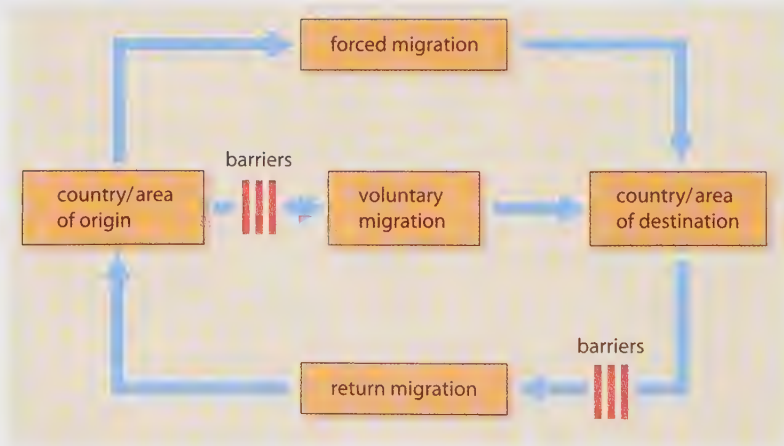 forced migration
barriers
country/area
of origin
voluntary
migration
country/area
of destination
barriers
return migration